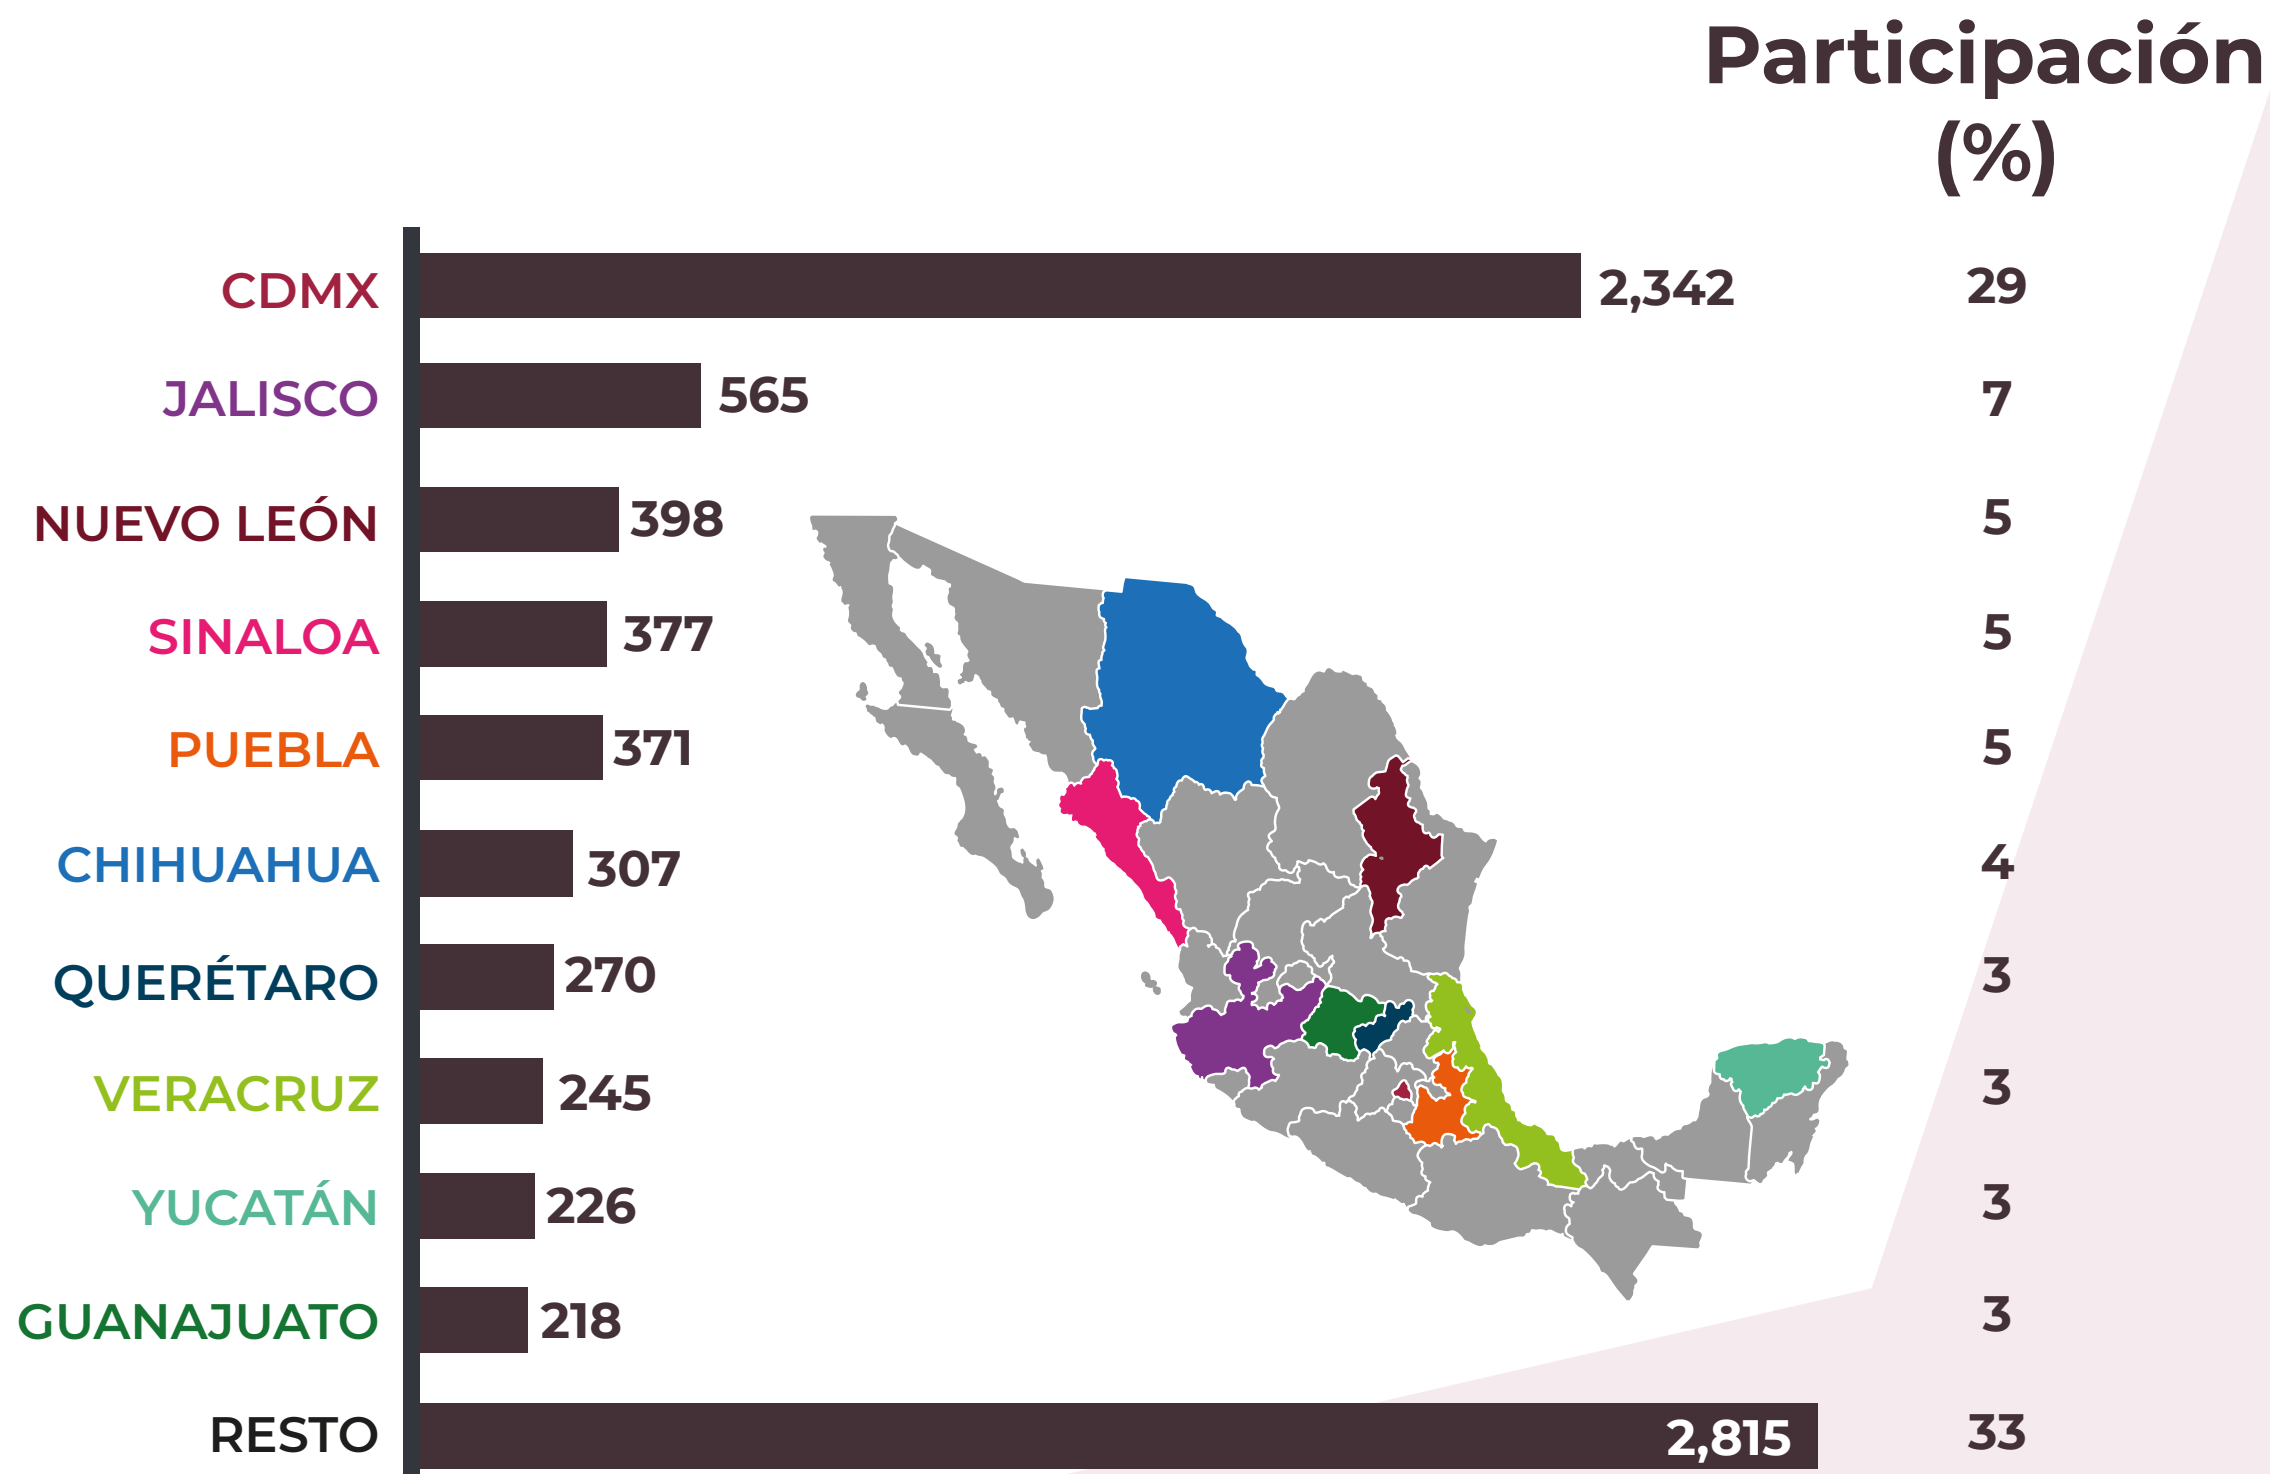 Participación
(%)
CDMX 2,342 29
JALISCO 565 7
NUEVO LEÓN 398 5
SINALOA 377 5
PUEBLA 371 5
CHIHUAHUA 307 4
QUERÉTARO 270 3
VERACRUZ 245 3
YUCATÁN 226 3
GUANAJUATO 218 3
RESTO 2,815 33